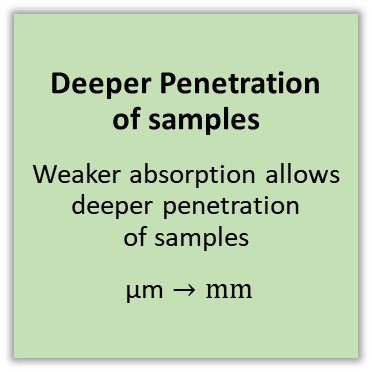 Deeper Penetration
of samples
Weaker absorption allows
deeper penetration
of samples
µm → mm